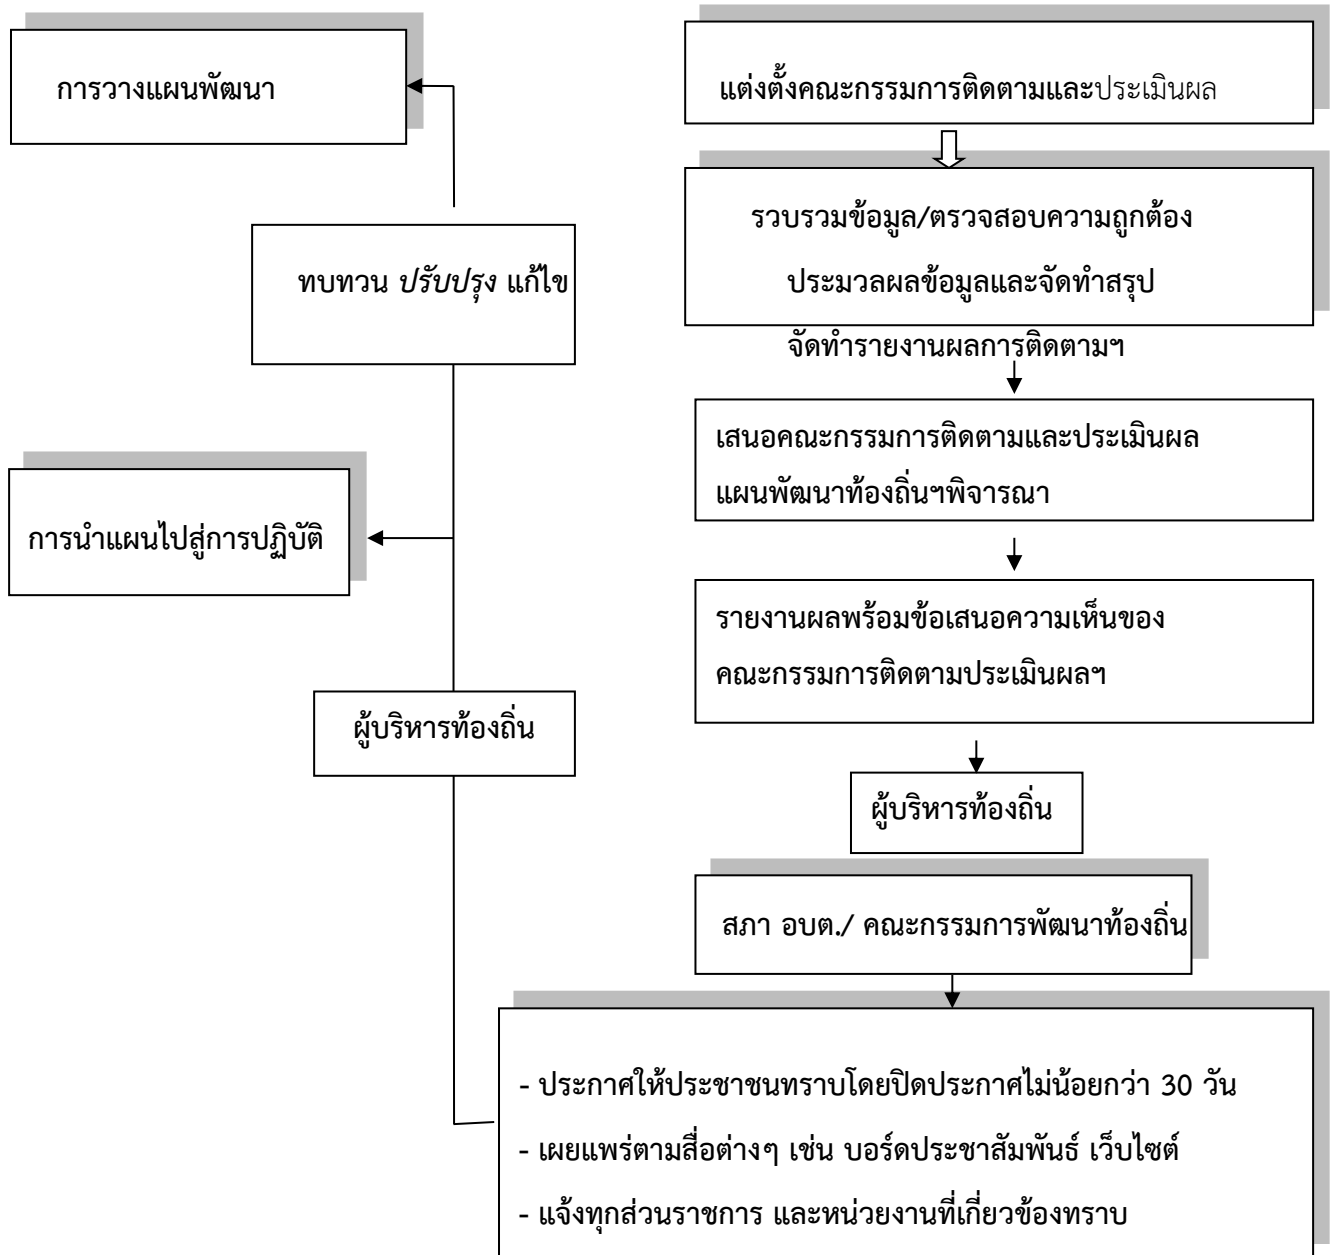 การวางแผนพัฒนา
แต่งตั้งคณะกรรมการติดตามและประเมินผล
รวบรวมข้อมูล/ตรวจสอบความถูกต้อง
ประมวลผลข้อมูลและจัดทำสรุป
จัดทำรายงานผลการติดตามฯ
ทบทวน ปรับปรุง แก้ไข
เสนอคณะกรรมการติดตามและประเมินผล
แผนพัฒนาท้องถิ่นฯพิจารณา
การนำแผนไปสู่การปฏิบัติ
รายงานผลพร้อมข้อเสนอความเห็นของ
คณะกรรมการติดตามประเมินผลฯ
ผู้บริหารท้องถิ่น
ผู้บริหารท้องถิ่น
สภา อบต./ คณะกรรมการพัฒนาท้องถิ่น
- ประกาศให้ประชาชนทราบโดยปิดประกาศไม่น้อยกว่า 30 วัน
- เผยแพร่ตามสื่อต่างๆ เช่น บอร์ดประชาสัมพันธ์ เว็บไซต์
- แจ้งทุกส่วนราชการ และหน่วยงานที่เกี่ยวข้องทราบ